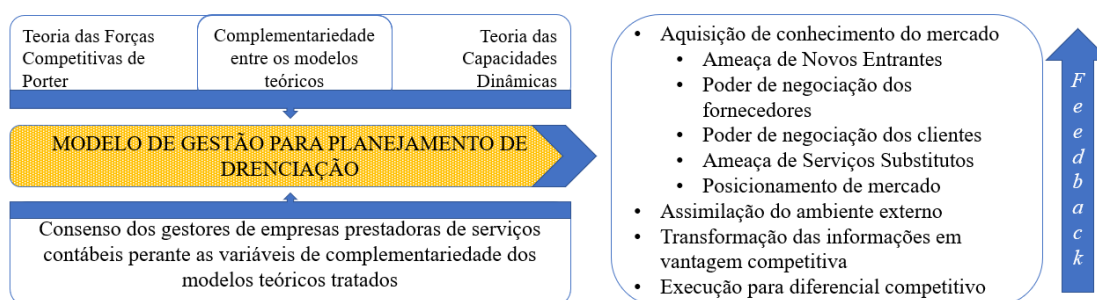 Teoria das Forças
Competitivas de
Porter
Complementariedade
entre os modelos
teóricos
Teoria das
Capacidades
Dinâmicas
MODELO DE GESTÃO PARA PLANEJAMENTO DE
DRENCIAÇÃO
Consenso dos gestores de empresas prestadoras de serviços
contábeis perante as variáveis de complementariedade dos
modelos teóricos tratados
• Aquisição de conhecimento do mercado
• Ameaça de Novos Entrantes
• Poder de negociação dos
fornecedores
• Poder de negociação dos clientes
• Ameaça de Serviços Substitutos
• Posicionamento de mercado
• Assimilação do ambiente externo
• Transformação das informações em
vantagem competitiva
• Execução para diferencial competitivo
Feedback